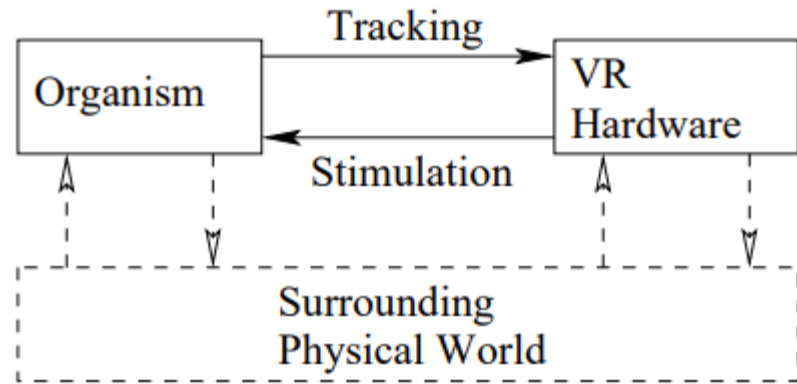 Tracking
Organism
VR
Hardware
Stimulation
Surrounding
Physical World